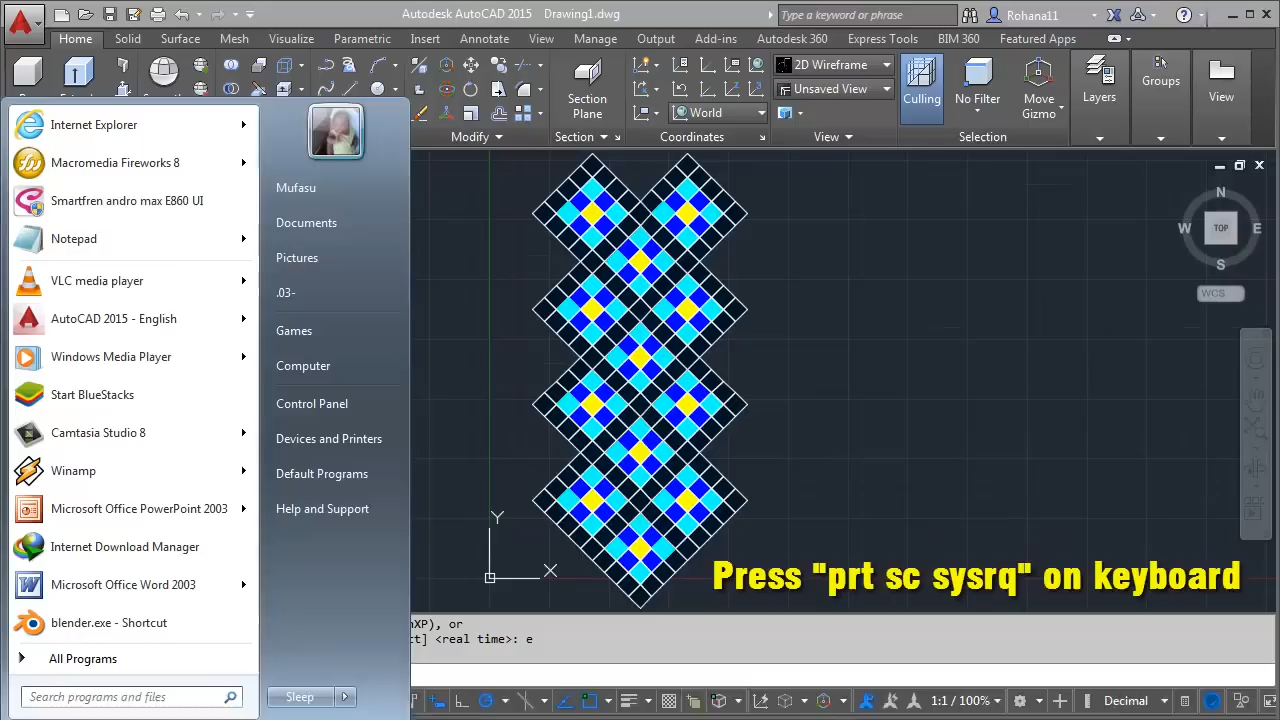 Autodesk AutoCAD 2015 Drawing1.dwg
Type a keyword or phrase
Rohana11
Home Solid Surface Mesh Visualize Parametric Insert Annotate View Manage Output Add-ins Autodesk 360 Express Tools BIM 360 Featured Apps
Section
Plane
2D Wireframe
Unsaved View
World
Culling
No Filter
Move
Gizmo
Layers
Groups
View
Modify
Section
Coordinates
View
Selection
Internet Explorer
Macromedia Fireworks 8
Smartfren andro max E860 UI
Notepad
VLC media player
AutoCAD 2015 - English
Windows Media Player
Start BlueStacks
Camtasia Studio 8
Winamp
Microsoft Office PowerPoint 2003
Internet Download Manager
Microsoft Office Word 2003
blender.exe - Shortcut
All Programs
Search programs and files
Mufasu
Documents
Pictures
.03-
Games
Computer
Control Panel
Devices and Printers
Default Programs
Help and Support
Sleep
N
W TOP E
S
WCS
Y
X
Press "prt sc sysrq" on keyboard
nXP), or
ct] <real time>: e
1:1 / 100%
Decimal